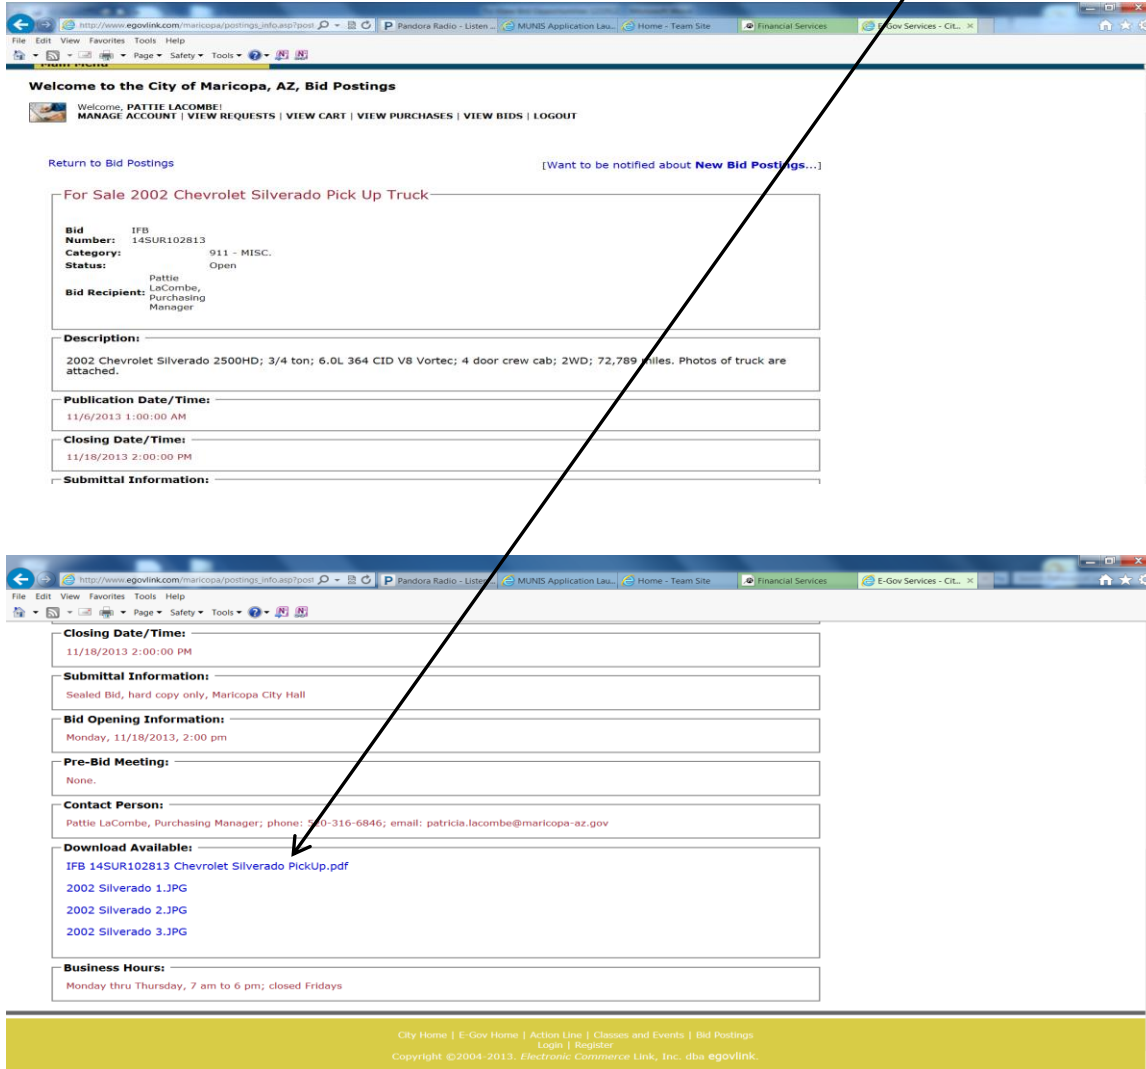 http://www.egovlink.com/maricopa/postings_info.asp?post
Pandora Radio - Listen ...
MUNIS Application Lau...
Home - Team Site
Financial Services
E-Gov Services - Cit...
File Edit View Favorites Tools Help
Page Safety Tools
Main Menu
Welcome to the City of Maricopa, AZ, Bid Postings
Welcome, PATTIE LACOMBE!
MANAGE ACCOUNT | VIEW REQUESTS | VIEW CART | VIEW PURCHASES | VIEW BIDS | LOGOUT
Return to Bid Postings
[Want to be notified about New Bid Postings...]
For Sale 2002 Chevrolet Silverado Pick Up Truck
Bid Number: IFB 14SUR102813
Category: 911 - MISC.
Status: Open
Bid Recipient: Pattie LaCombe, Purchasing Manager
Description:
2002 Chevrolet Silverado 2500HD; 3/4 ton; 6.0L 364 CID V8 Vortec; 4 door crew cab; 2WD; 72,789 miles. Photos of truck are
attached.
Publication Date/Time:
11/6/2013 1:00:00 AM
Closing Date/Time:
11/18/2013 2:00:00 PM
Submittal Information:
http://www.egovlink.com/maricopa/postings_info.asp?post
Pandora Radio - Listen ...
MUNIS Application Lau...
Home - Team Site
Financial Services
E-Gov Services - Cit...
File Edit View Favorites Tools Help
Page Safety Tools
Closing Date/Time:
11/18/2013 2:00:00 PM
Submittal Information:
Sealed Bid, hard copy only, Maricopa City Hall
Bid Opening Information:
Monday, 11/18/2013, 2:00 pm
Pre-Bid Meeting:
None.
Contact Person:
Pattie LaCombe, Purchasing Manager; phone: 520-316-6846; email: patricia.lacombe@maricopa-az.gov
Download Available:
IFB 14SUR102813 Chevrolet Silverado PickUp.pdf
2002 Silverado 1.JPG
2002 Silverado 2.JPG
2002 Silverado 3.JPG
Business Hours:
Monday thru Thursday, 7 am to 6 pm; closed Fridays
City Home | E-Gov Home | Action Line | Classes and Events | Bid Postings
Login | Register
Copyright ©2004-2013. Electronic Commerce Link, Inc. dba egovlink.